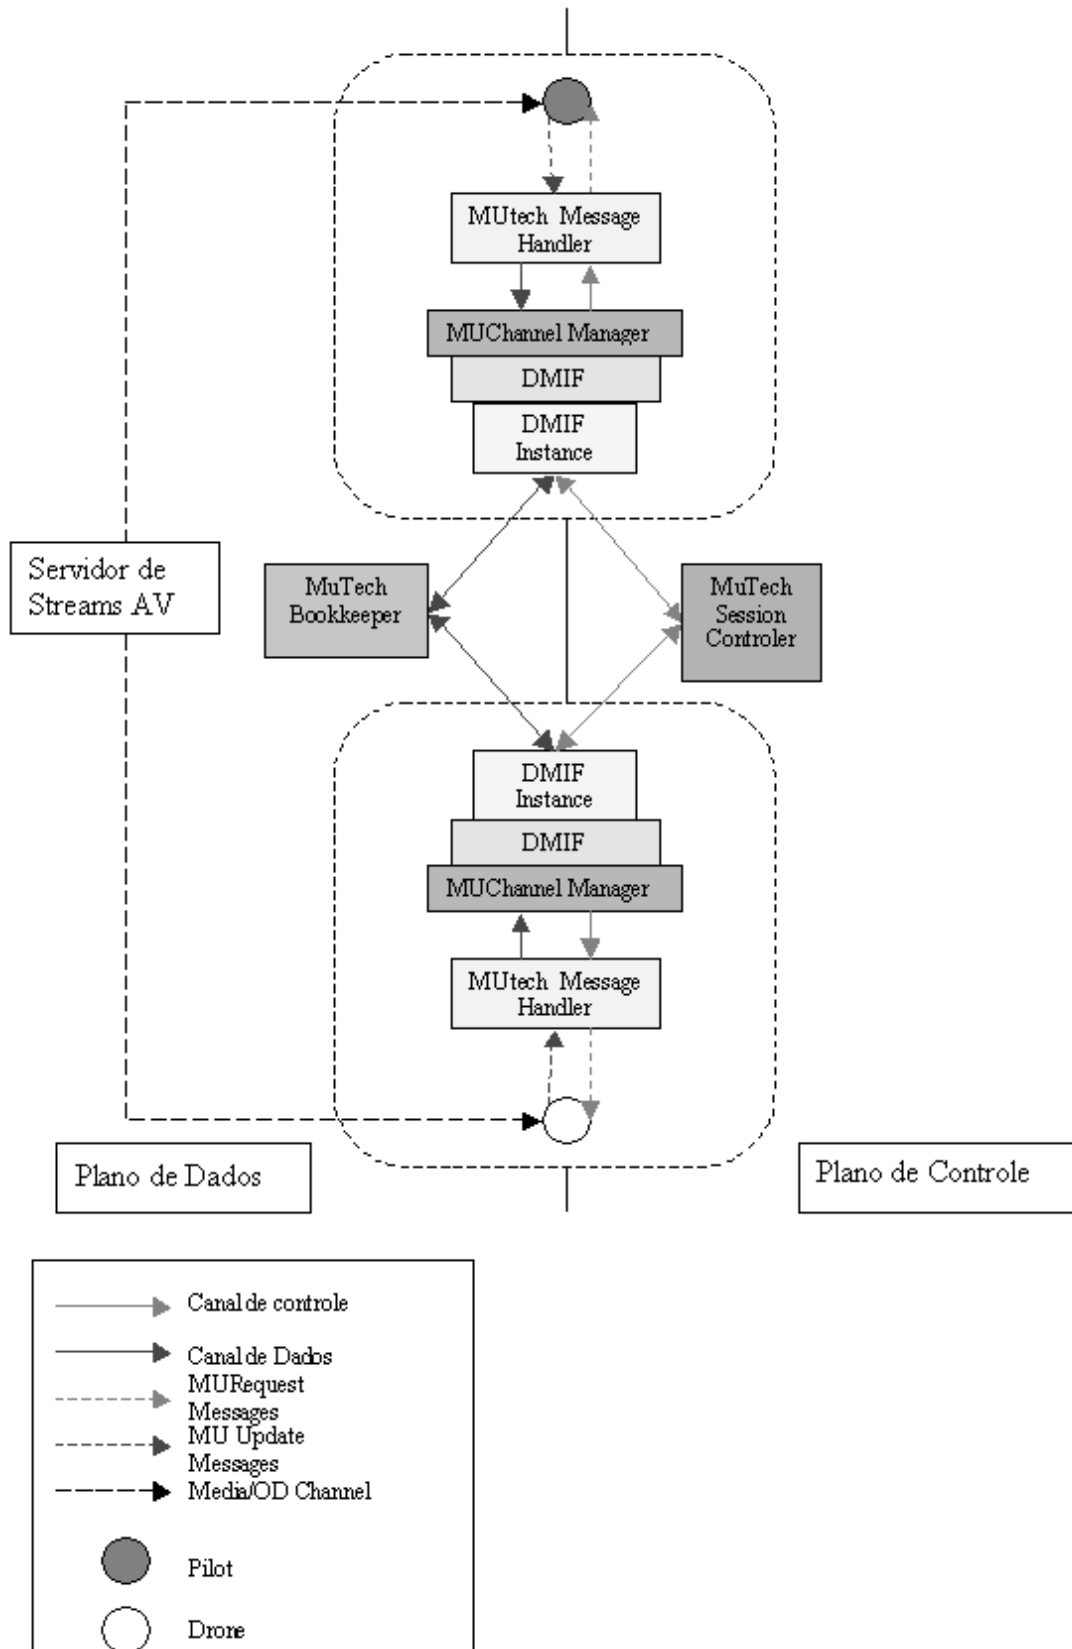 MUtech Message
Handler
MUChannel Manager
DMIF
DMIF
Instance
Servidor de
Streams AV
MuTech
Bookkeeper
MuTech
Session
Controler
DMIF
Instance
DMIF
MUChannel Manager
MUtech Message
Handler
Plano de Dados
Plano de Controle
Canal de controle
Canal de Dados
MURequest
Messages
MU Update
Messages
Media/OD Channel
Pilot
Drone